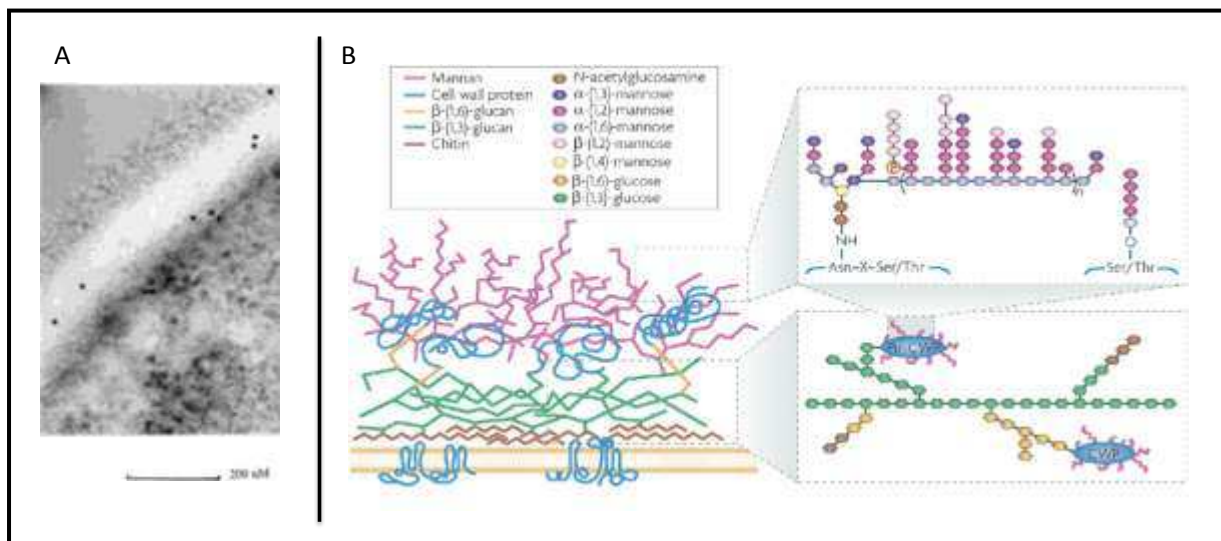 A
B
Mannan
Cell wall protein
β-(1,6)-glucan
β-(1,3)-glucan
Chitin
N-acetylglucosamine
α-(1,3)-mannose
α-(1,2)-mannose
α-(1,6)-mannose
β-(1,2)-mannose
β-(1,4)-mannose
β-(1,6)-glucose
β-(1,3)-glucose
P
n
NH
Asn–X–Ser/Thr
Ser/Thr
CWP
200